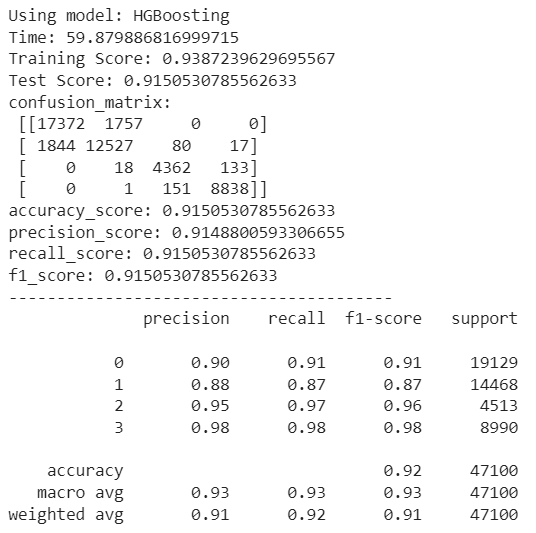 Using model: HGBoosting
Time: 59.879886816999715
Training Score: 0.9387239629695567
Test Score: 0.9150530785562633
confusion_matrix:
[[17372 1757 0 0]
[ 1844 12527 80 17]
[ 0 18 4362 133]
[ 0 1 151 8838]]
accuracy_score: 0.9150530785562633
precision_score: 0.9148800593306655
recall_score: 0.9150530785562633
f1_score: 0.9150530785562633
----------------------------------------
precision recall f1-score support
0 0.90 0.91 0.91 19129
1 0.88 0.87 0.87 14468
2 0.95 0.97 0.96 4513
3 0.98 0.98 0.98 8990
accuracy 0.92 47100
macro avg 0.93 0.93 0.93 47100
weighted avg 0.91 0.92 0.91 47100